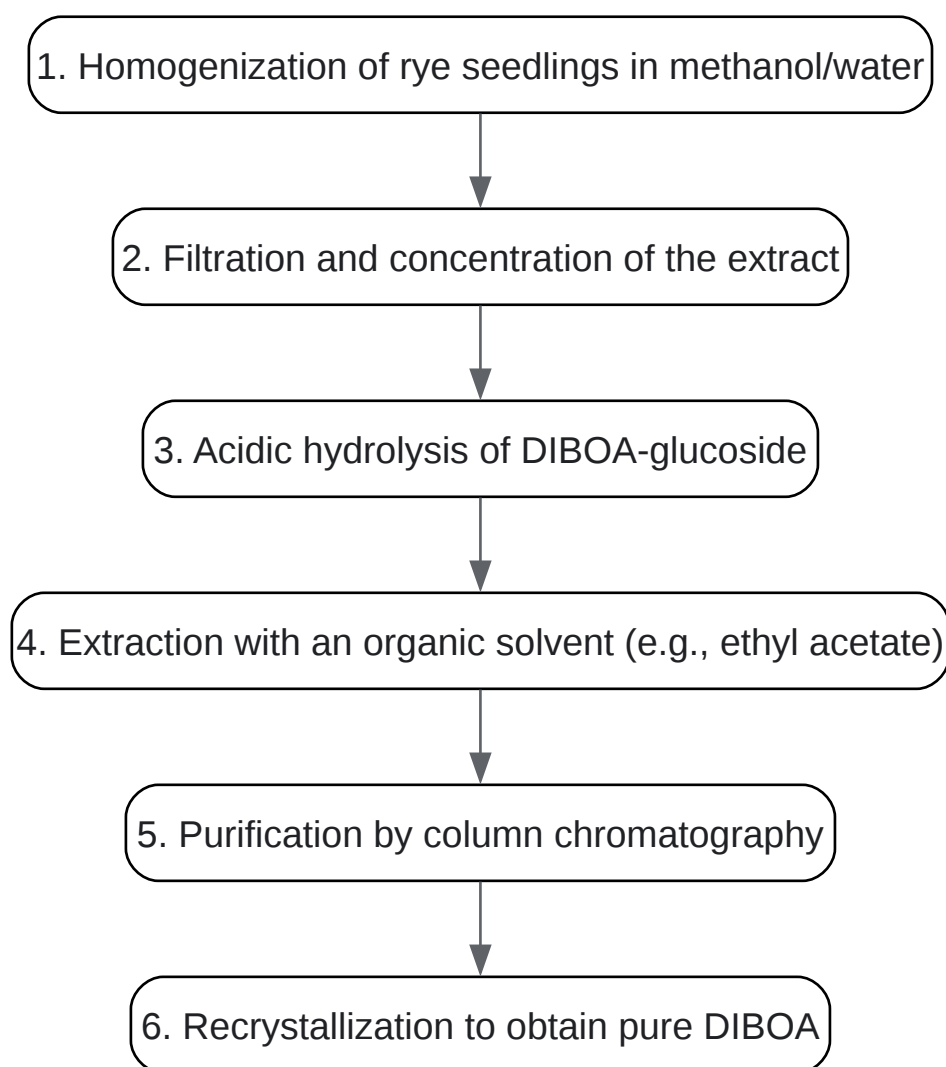 1. Homogenization of rye seedlings in methanol/water
2. Filtration and concentration of the extract
3. Acidic hydrolysis of DIBOA-glucoside
4. Extraction with an organic solvent (e.g., ethyl acetate)
5. Purification by column chromatography
6. Recrystallization to obtain pure DIBOA